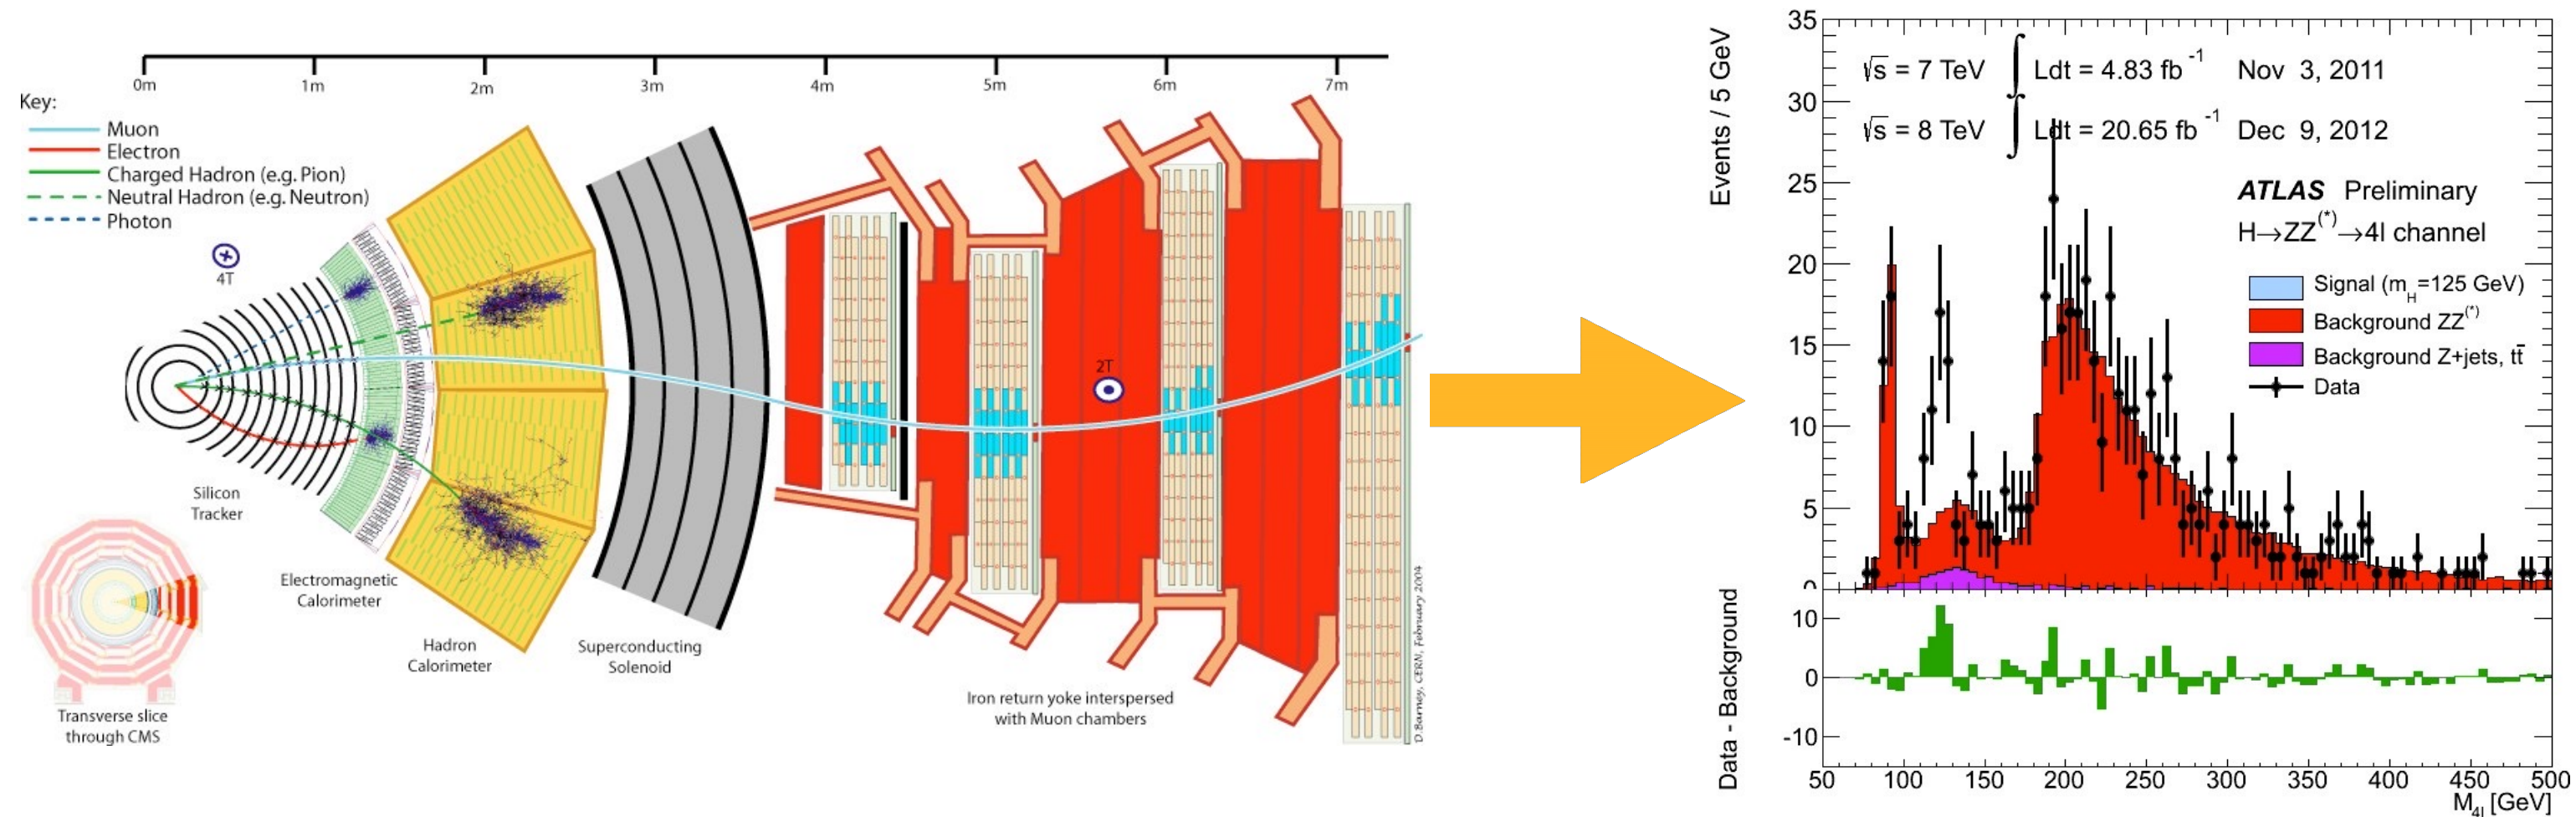 0m 1m 2m 3m 4m 5m 6m 7m
Key:
Muon
Electron
Charged Hadron (e.g. Pion)
Neutral Hadron (e.g. Neutron)
Photon
4T
2T
Silicon
Tracker
Electromagnetic
Calorimeter
Hadron
Calorimeter
Superconducting
Solenoid
Iron return yoke interspersed
with Muon chambers
Transverse slice
through CMS
D.Barney, CERN, February 2004
Events / 5 GeV
35
30
25
20
15
10
5
0
√s = 7 TeV ∫ Ldt = 4.83 fb⁻¹ Nov 3, 2011
√s = 8 TeV ∫ Ldt = 20.65 fb⁻¹ Dec 9, 2012
ATLAS Preliminary
H→ZZ(*)→4l channel
Signal (m_H=125 GeV)
Background ZZ(*)
Background Z+jets, tt̄
Data
Data - Background
10
0
-10
50 100 150 200 250 300 350 400 450 500
M_4l [GeV]